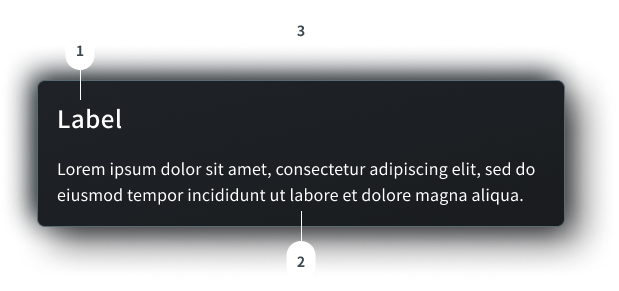 3
1
Label
Lorem ipsum dolor sit amet, consectetur adipiscing elit, sed do
eiusmod tempor incididunt ut labore et dolore magna aliqua.
2